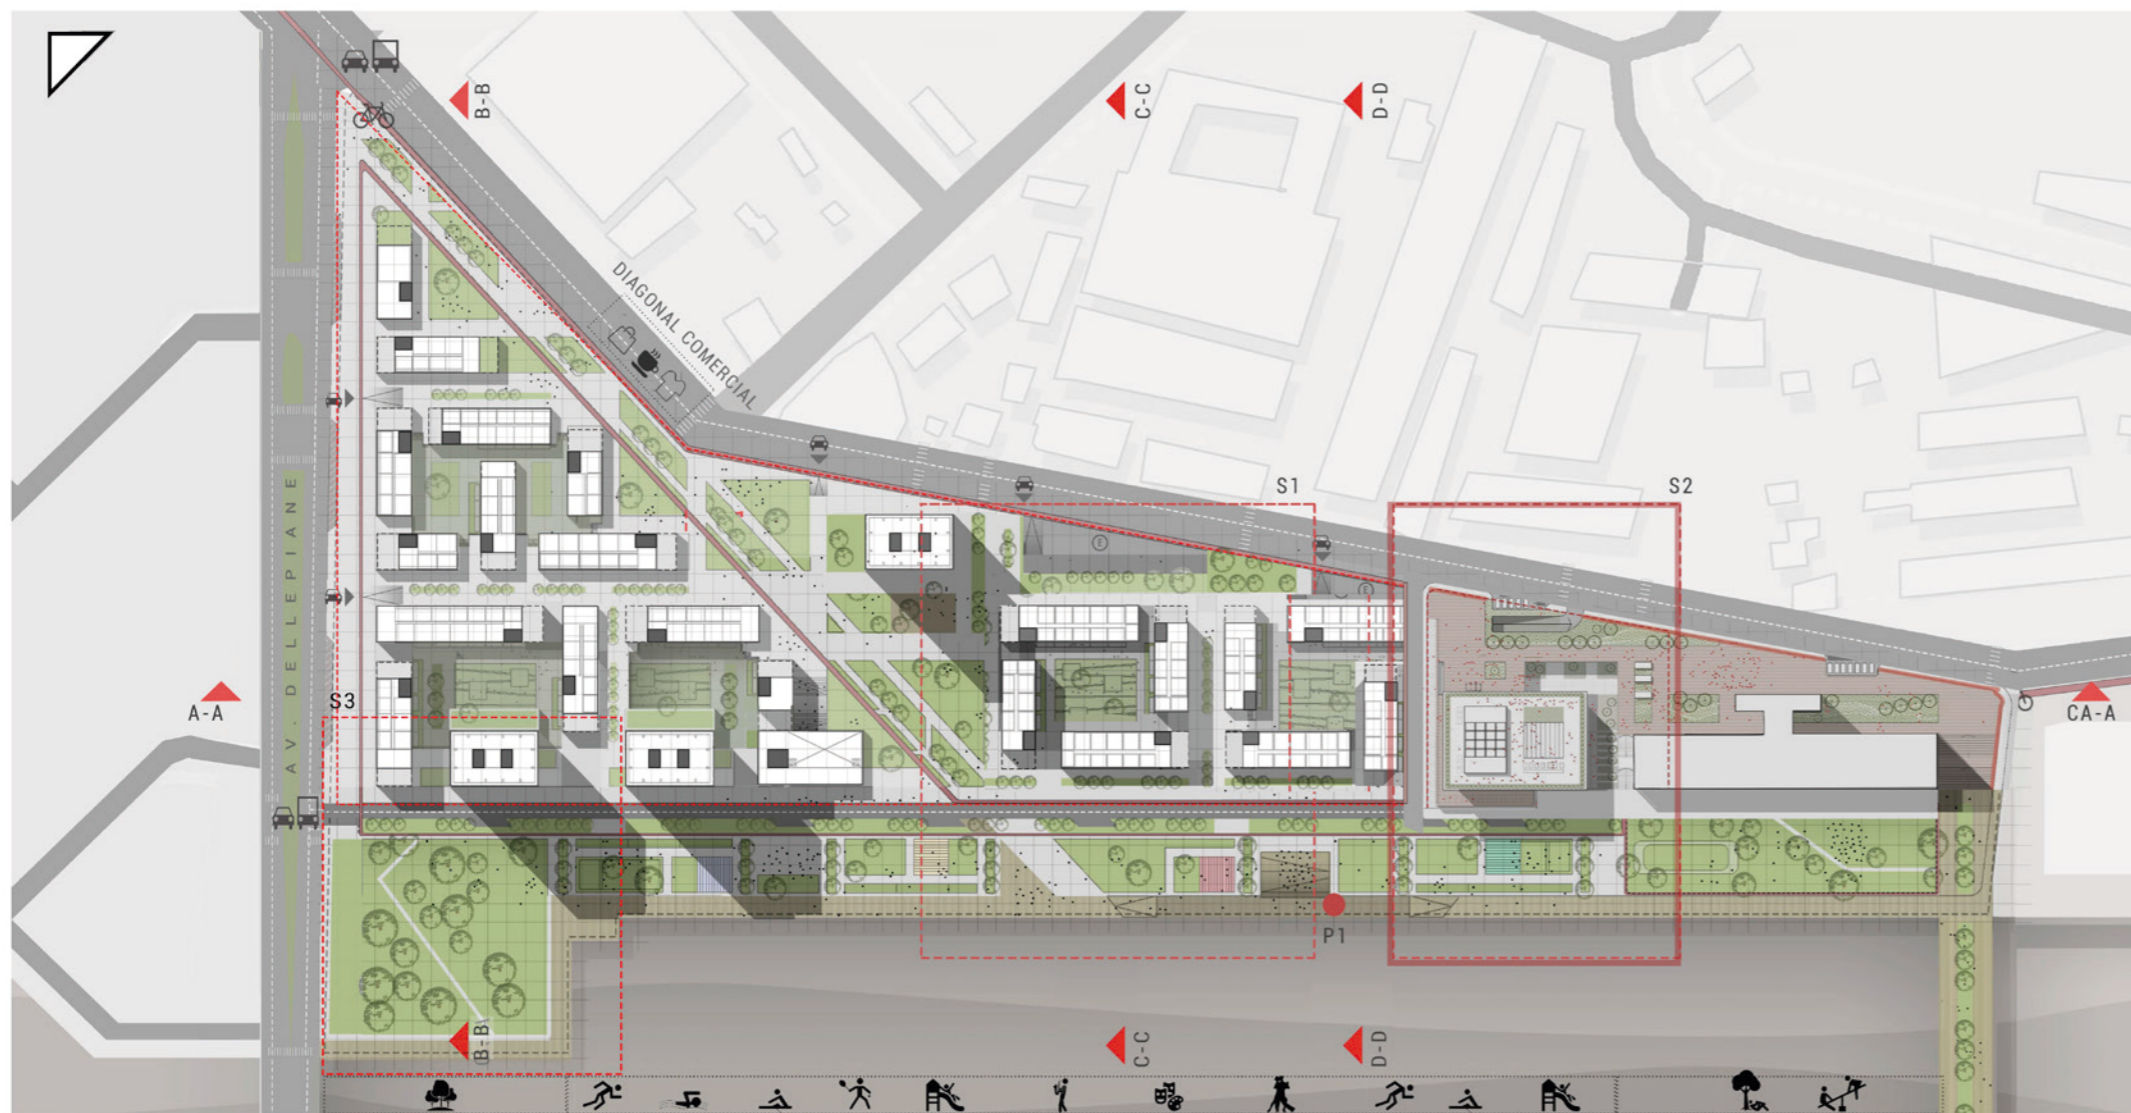 B-B
C-C
D-D
DIAGONAL COMERCIAL
S1
S2
AV. DELLEPIANE
E
E
S3
A-A
CA-A
P1
B-B
C-C
D-D